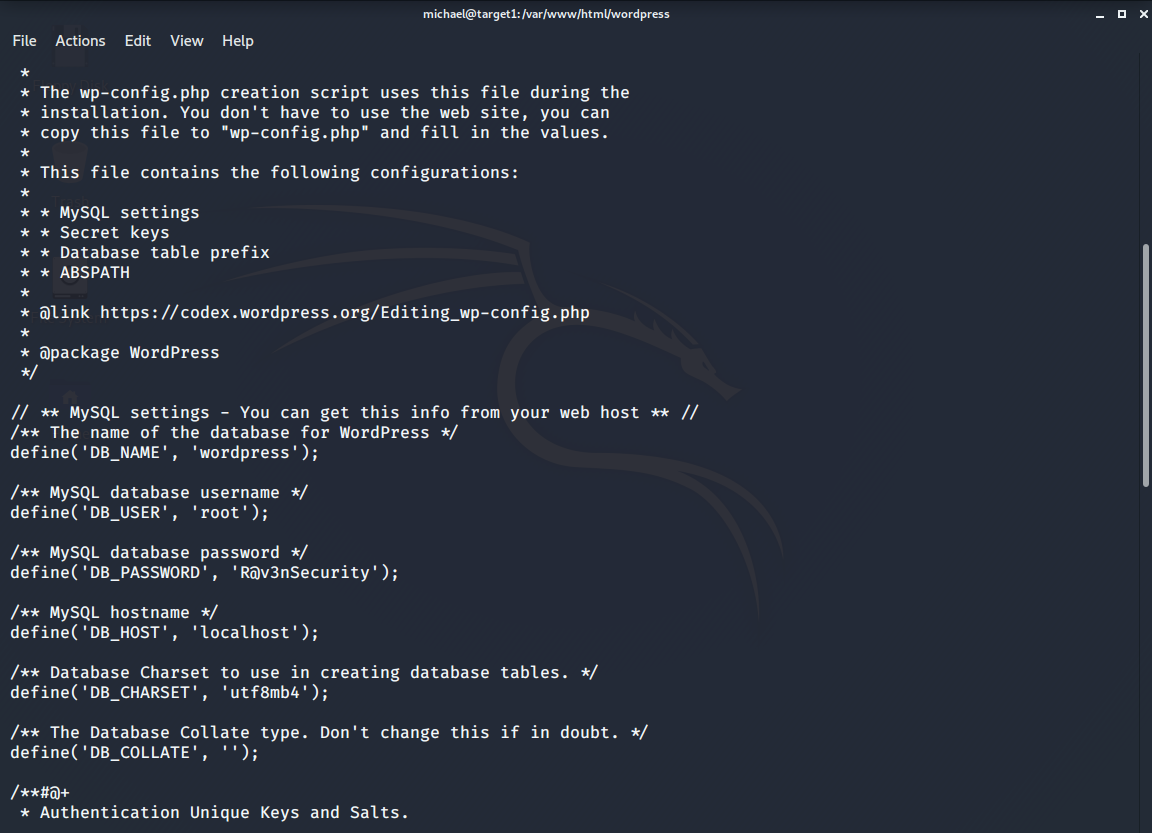 michael@target1:/var/www/html/wordpress
File Actions Edit View Help
*
* The wp-config.php creation script uses this file during the
* installation. You don't have to use the web site, you can
* copy this file to "wp-config.php" and fill in the values.
*
* This file contains the following configurations:
*
* * MySQL settings
* * Secret keys
* * Database table prefix
* * ABSPATH
*
* @link https://codex.wordpress.org/Editing_wp-config.php
*
* @package WordPress
*/
// ** MySQL settings - You can get this info from your web host ** //
/** The name of the database for WordPress */
define('DB_NAME', 'wordpress');
/** MySQL database username */
define('DB_USER', 'root');
/** MySQL database password */
define('DB_PASSWORD', 'R@v3nSecurity');
/** MySQL hostname */
define('DB_HOST', 'localhost');
/** Database Charset to use in creating database tables. */
define('DB_CHARSET', 'utf8mb4');
/** The Database Collate type. Don't change this if in doubt. */
define('DB_COLLATE', '');
/**#@+
* Authentication Unique Keys and Salts.